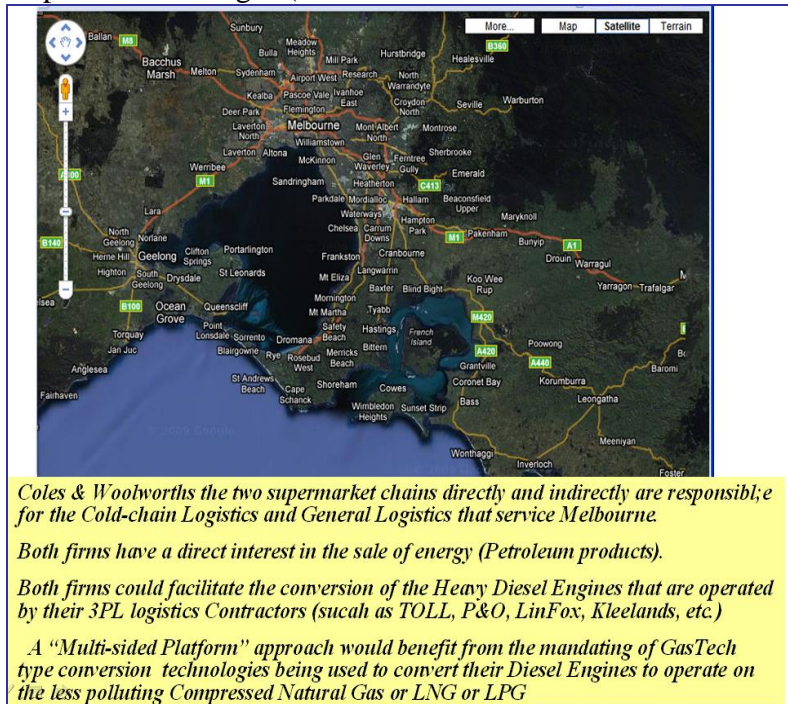 More... Map Satellite Terrain
Sunbury
Ballan M8 Bulla Meadow Heights Mill Park Hurstbridge Healesville B360
Bacchus Marsh Melton Sydenham Airport West Research North Warrandyte
Kealba Pascoe Vale Ivanhoe East Croydon North Seville Warburton
Deer Park Flemington
Laverton North Melbourne Mont Albert North Montrose
Williamstown
Laverton Altona McKinnon Glen Waverley Ferntree Gully Sherbrooke
Werribee Emerald
M1 Sandringham Heatherton C413
Parkdale Mordialloc Hallam Beaconsfield Upper
Lara Waterways Hampton Park Maryknoll
B140 North Geelong Norlane Chelsea Carrum Downs M1 Pakenham Bunyip A1
Herne Hill Geelong Clifton Springs Portarlington Frankston Cranbourne Drouin Warragul
Highton South Geelong Drysdale St Leonards Mt Eliza Langwarrin Koo Wee Rup Yarragon Trafalgar
Baxter Blind Bight
Mornington
B100 Ocean Grove Queenscliff Mt Martha Tyabb M420
Torquay Point Lonsdale Sorrento Dromana Safety Beach Hastings French Island Poowong
Jan Juc Blairgowrie Rye Rosebud West Merricks Beach Bittern A420 A440
Anglesea Grantville Baromi
St Andrews Beach Cape Schanck Shoreham Cowes Coronet Bay Korumburra
Fairhaven Wimbledon Heights Sunset Strip Bass Leongatha
Meeniyan
Wonthaggi Inverloch
Foster
Coles & Woolworths the two supermarket chains directly and indirectly are responsibl;e
for the Cold-chain Logistics and General Logistics that service Melbourne.
Both firms have a direct interest in the sale of energy (Petroleum products).
Both firms could facilitate the conversion of the Heavy Diesel Engines that are operated
by their 3PL logistics Contractors (sucah as TOLL, P&O, LinFox, Kleelands, etc.)
A “Multi-sided Platform” approach would benefit from the mandating of GasTech
type conversion technologies being used to convert their Diesel Engines to operate on
the less polluting Compressed Natural Gas or LNG or LPG